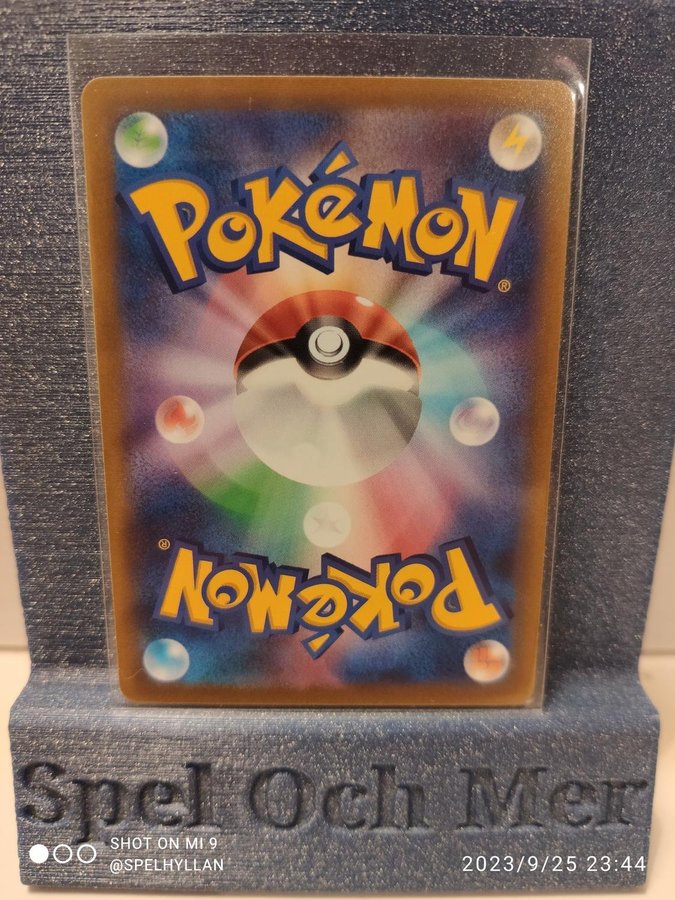 POKéMON
®
®
POKéMON
Spel Och Mer
SHOT ON MI 9
@SPELHYLLAN
2023/9/25 23:44